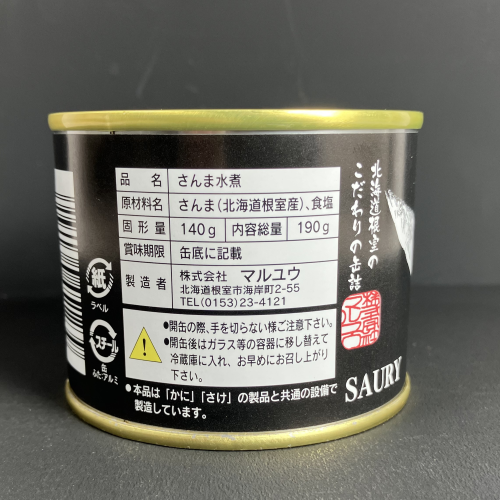 品名 さんま水煮
原材料名 さんま（北海道根室産）、食塩
固形量 140g 内容総量 190g
賞味期限 缶底に記載
製造者 株式会社 マルユウ
北海道根室市海岸町2-55
TEL(0153)23-4121
●開缶の際、手を切らない様ご注意下さい。
●開缶後はガラス等の容器に移し替えて
冷蔵庫に入れ、お早めにお召し上がり
下さい。
●本品は「かに」「さけ」の製品と共通の設備で
製造しています。
紙
ラベル
スチール
缶
ふた:アルミ
北海道根室の
こだわりの缶詰
SAURY